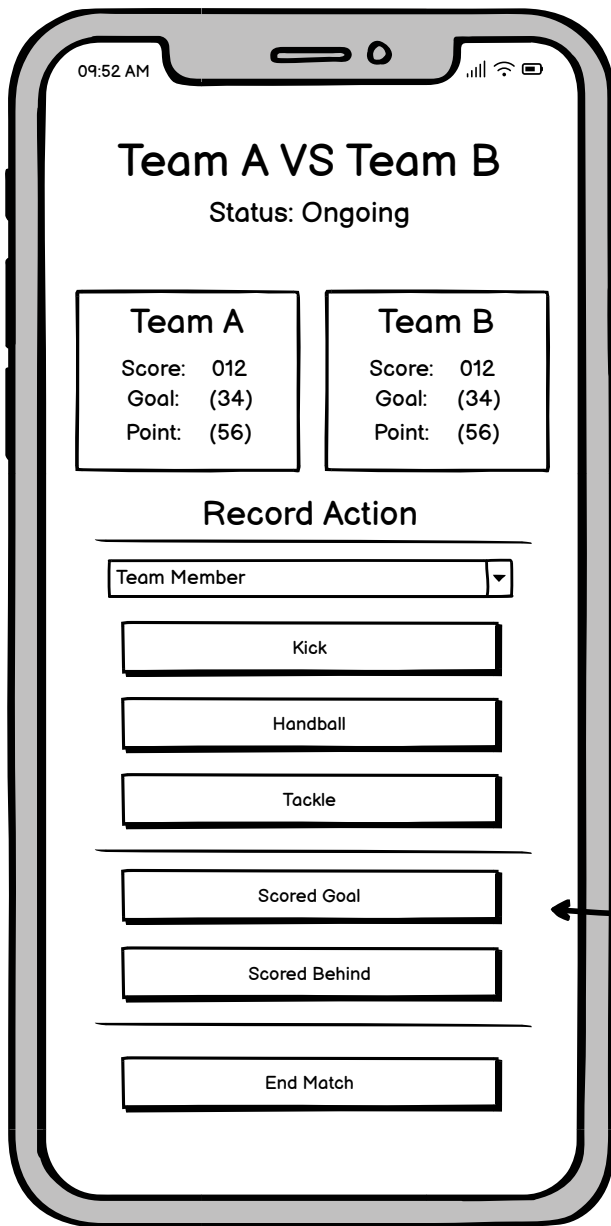 09:52 AM
Team A VS Team B
Status: Ongoing
Team A
Score: 012
Goal: (34)
Point: (56)
Team B
Score: 012
Goal: (34)
Point: (56)
Record Action
Team Member
Kick
Handball
Tackle
Scored Goal
Scored Behind
End Match